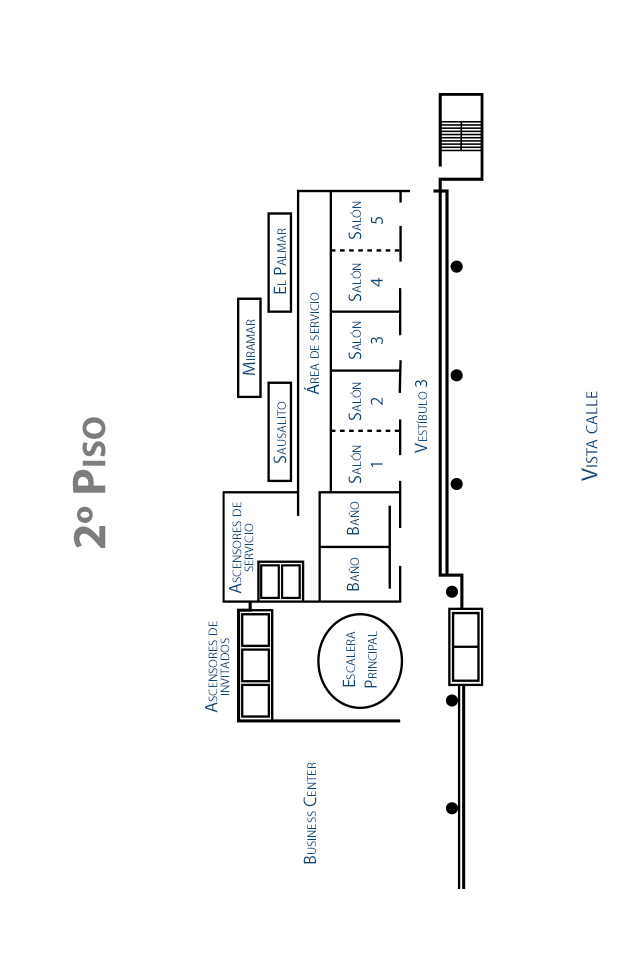 2º Piso
Miramar
Sausalito
El Palmar
Ascensores de
servicio
Área de servicio
Ascensores de
invitados
Baño
Baño
Salón
1
Salón
2
Salón
3
Salón
4
Salón
5
Escalera
Principal
Business Center
Vestíbulo 3
Vista calle